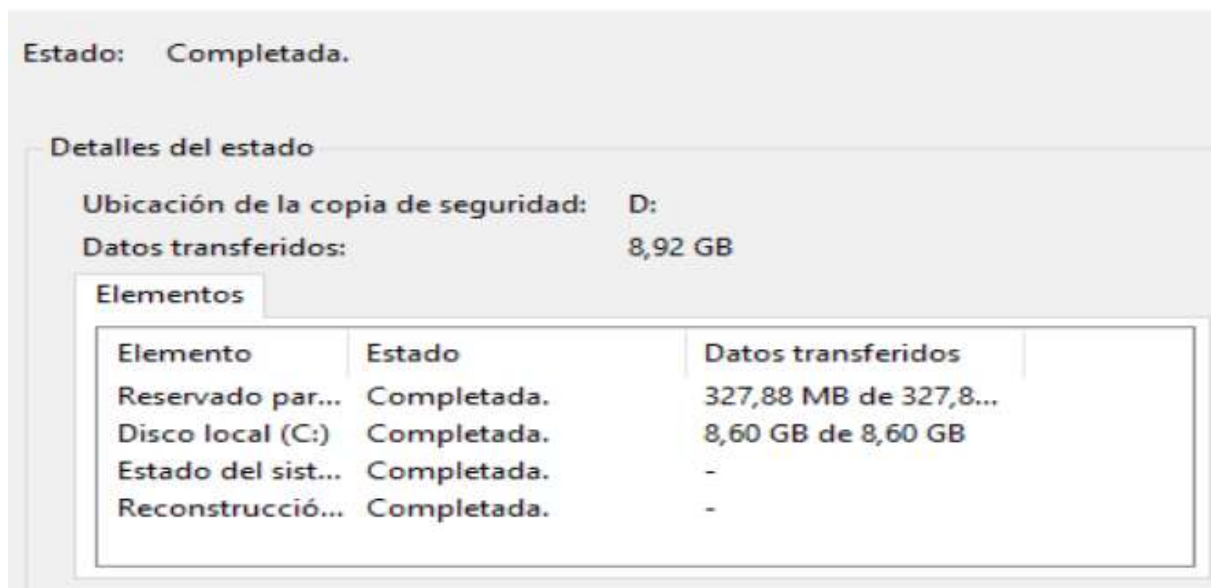 Estado: Completada.
Detalles del estado
Ubicación de la copia de seguridad: D:
Datos transferidos: 8,92 GB
Elementos
Elemento Estado Datos transferidos
Reservado par... Completada. 327,88 MB de 327,8...
Disco local (C:) Completada. 8,60 GB de 8,60 GB
Estado del sist... Completada. -
Reconstrucció... Completada. -